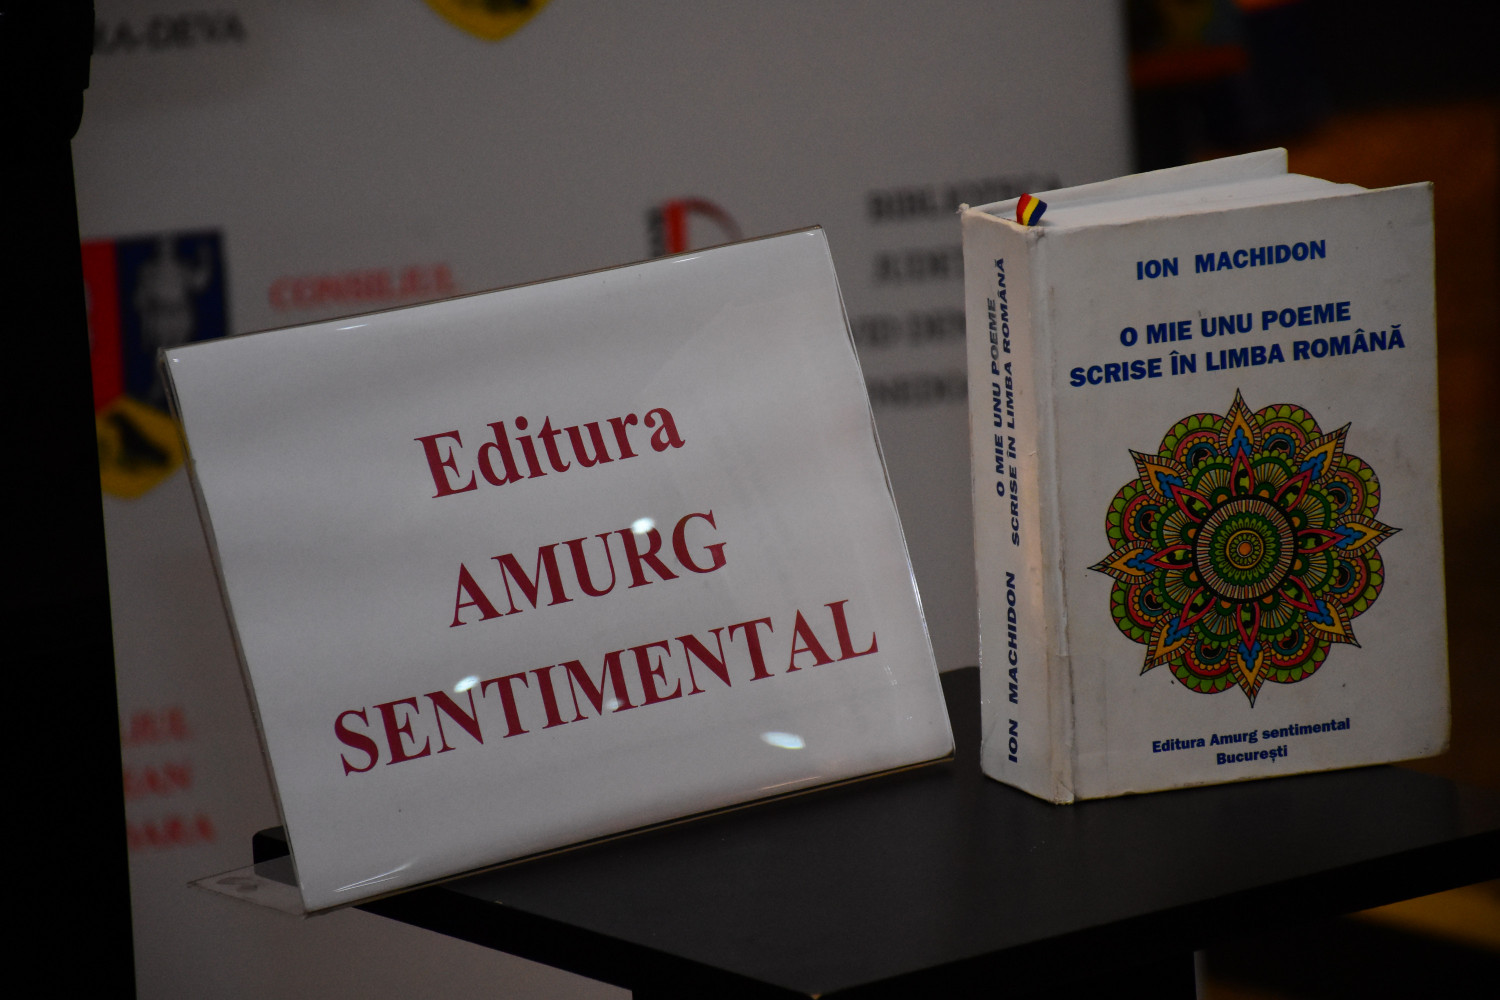 CONSILIUL
Editura
AMURG
SENTIMENTAL
O MIE UNU POEME
SCRISE ÎN LIMBA ROMÂNĂ
ION MACHIDON
ION MACHIDON
O MIE UNU POEME
SCRISE ÎN LIMBA ROMÂNĂ
Editura Amurg sentimental
București
BIBLIOTECA